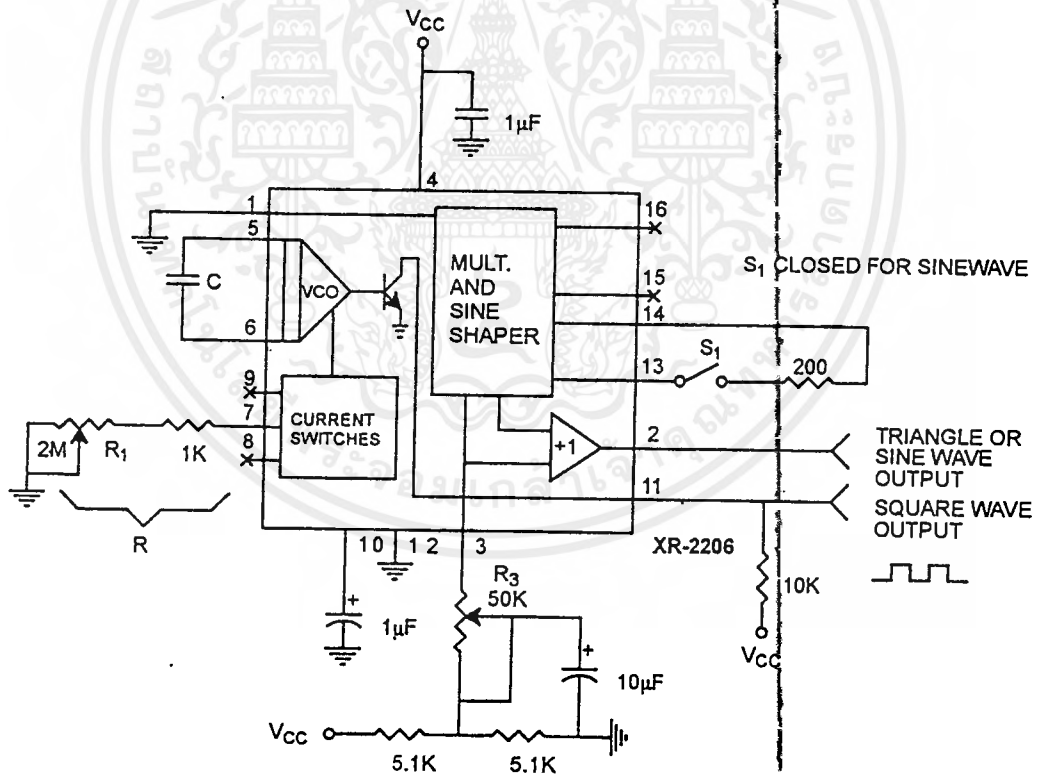 VCC
1µF
4
1
16
5
MULT.
AND
SINE
SHAPER
S1 CLOSED FOR SINEWAVE
C
VCO
15
14
6
13
S1
200
9
7
CURRENT
SWITCHES
8
2M
R1
1K
+1
2
TRIANGLE OR
SINE WAVE
OUTPUT
11
SQUARE WAVE
OUTPUT
R
10
1 2
3
XR-2206
R3
50K
10K
1µF
+
+
10µF
VCC
VCC
5.1K
5.1K